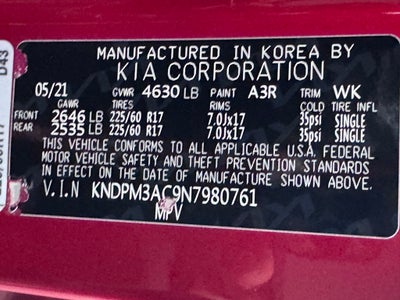 MANUFACTURED IN KOREA BY
KIA CORPORATION
05/21 GVWR 4630 LB PAINT A3R TRIM WK
GAWR TIRES RIMS COLD TIRE INFL
FRONT 2646 LB 225/60 R17 7.0Jx17 35psi SINGLE
REAR 2535 LB 225/60 R17 7.0Jx17 35psi SINGLE
THIS VEHICLE CONFORMS TO ALL APPLICABLE U.S.A. FEDERAL
MOTOR VEHICLE SAFETY AND THEFT PREVENTION STANDARDS
IN EFFECT ON THE DATE OF MANUFACTURE SHOWN ABOVE.
V.I.N KNDPM3AC9N7980761
MPV
D43